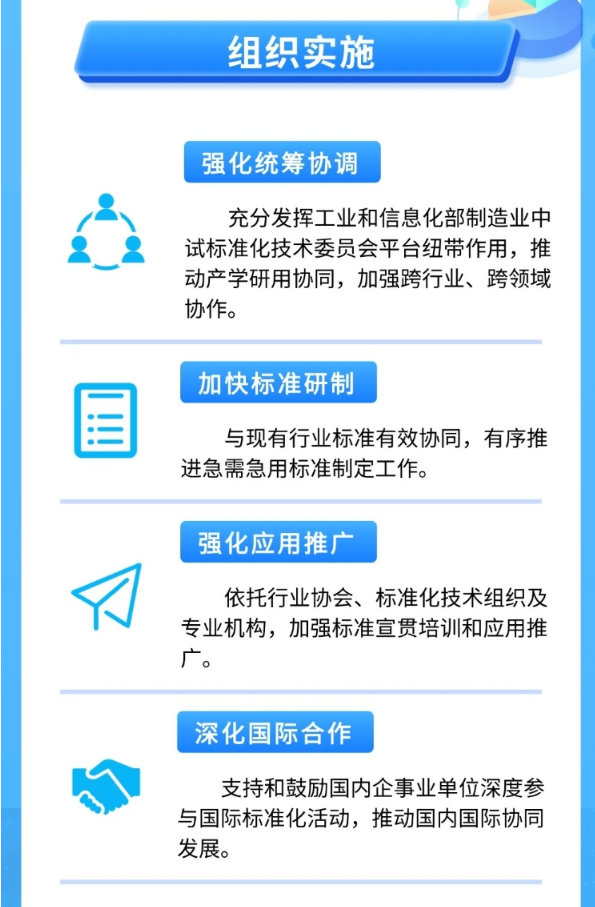 组织实施
强化统筹协调
充分发挥工业和信息化部制造业中
试标准化技术委员会平台纽带作用，推
动产学研用协同，加强跨行业、跨领域
协作。
加快标准研制
与现有行业标准有效协同，有序推
进急需急用标准制定工作。
强化应用推广
依托行业协会、标准化技术组织及
专业机构，加强标准宣贯培训和应用推
广。
深化国际合作
支持和鼓励国内企事业单位深度参
与国际标准化活动，推动国内国际协同
发展。